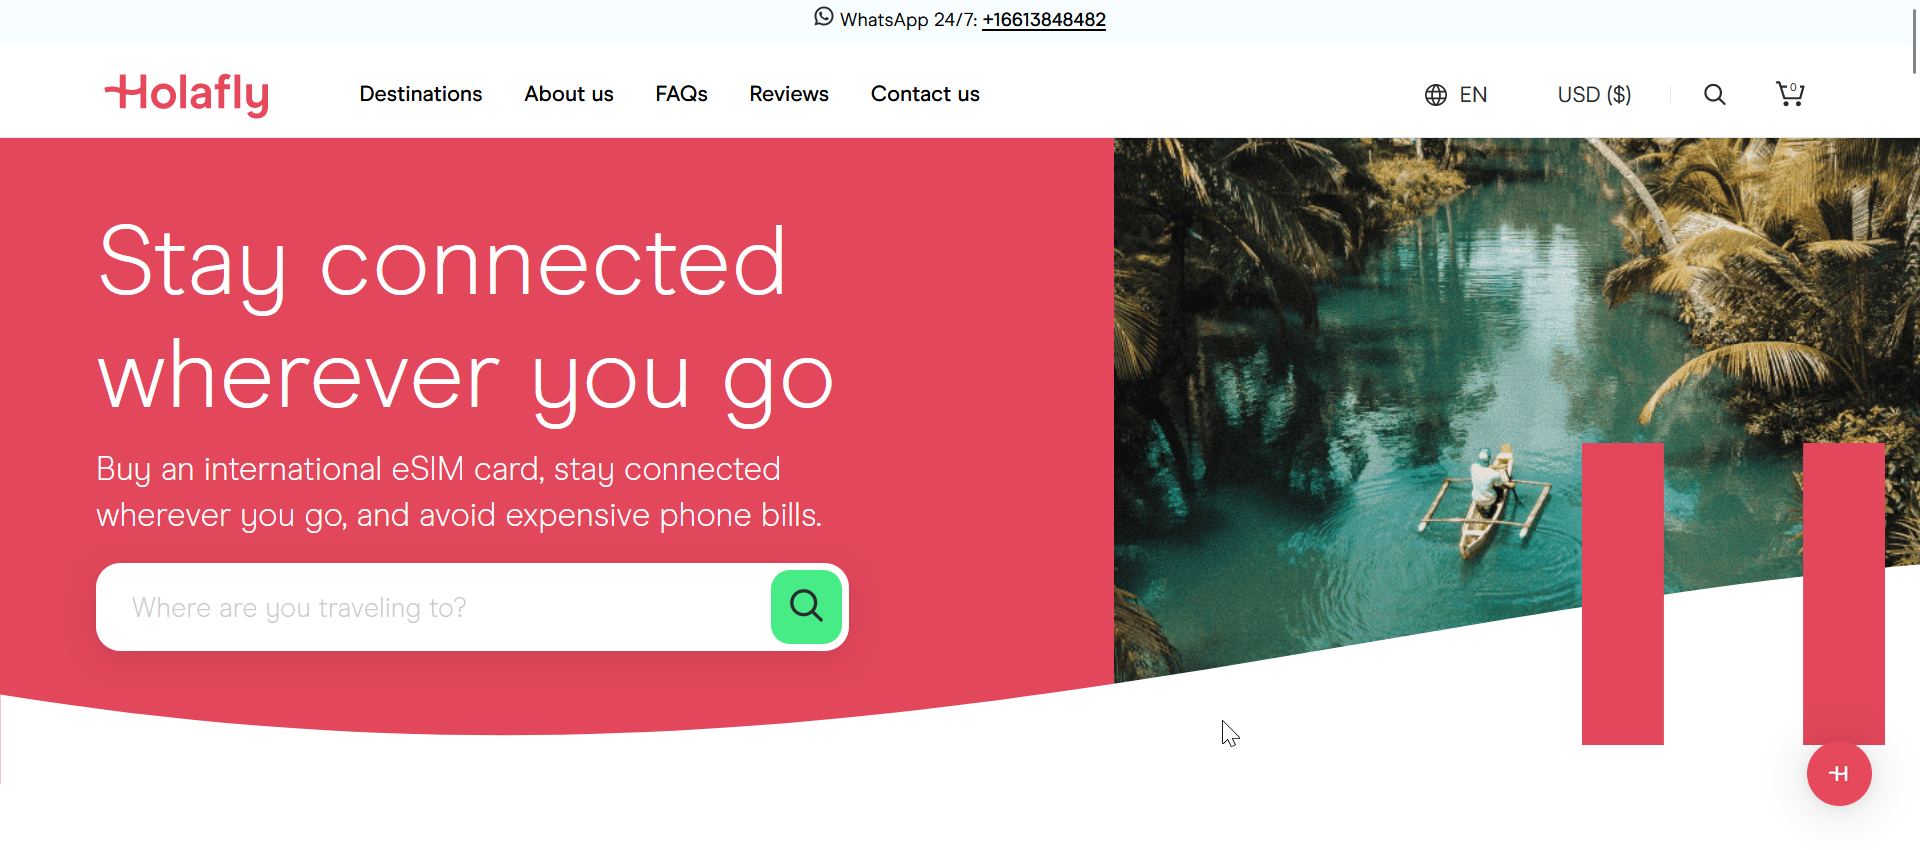 WhatsApp 24/7: +16613848482
Holafly
Destinations
About us
FAQs
Reviews
Contact us
EN
USD ($)
0
Stay connected
wherever you go
Buy an international eSIM card, stay connected
wherever you go, and avoid expensive phone bills.
Where are you traveling to?
H